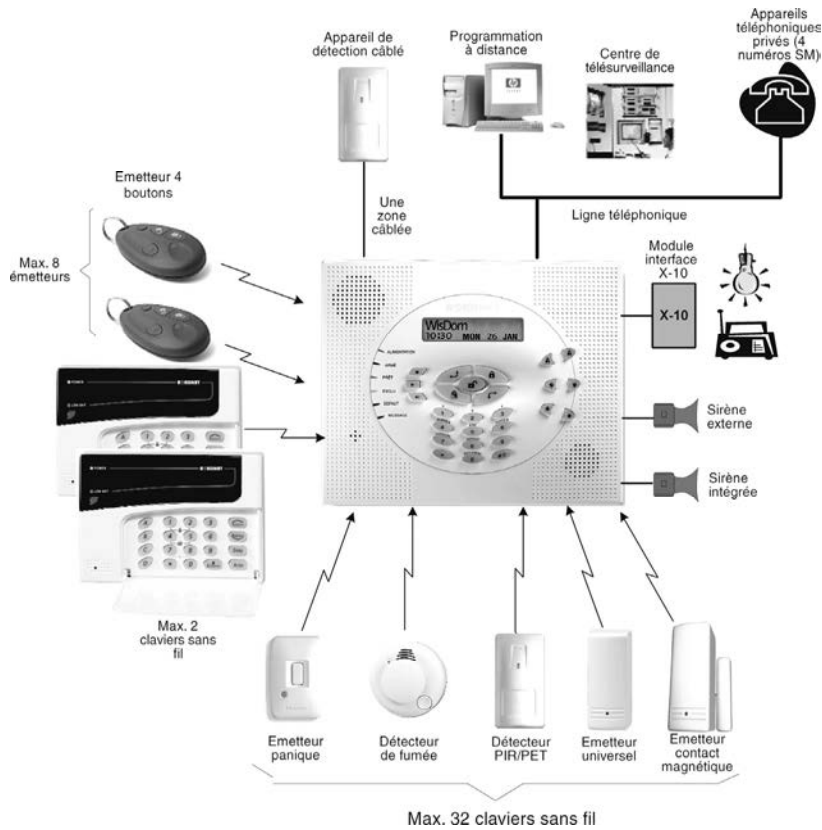 Appareil de
détection câblé
Programmation
à distance
Centre de
télésurveillance
Appareils
téléphoniques
privés (4
numéros SM)
Emetteur 4
boutons
Une
zone
câblée
Ligne téléphonique
Max. 8
émetteurs
Module
interface
X-10
X-10
WisDom
10:30 MON 26 JAN
ALIMENTATION
Sirène
externe
Sirène
intégrée
Max. 2
claviers sans
fil
Emetteur
panique
Détecteur
de fumée
Détecteur
PIR/PET
Emetteur
universel
Emetteur
contact
magnétique
Max. 32 claviers sans fil